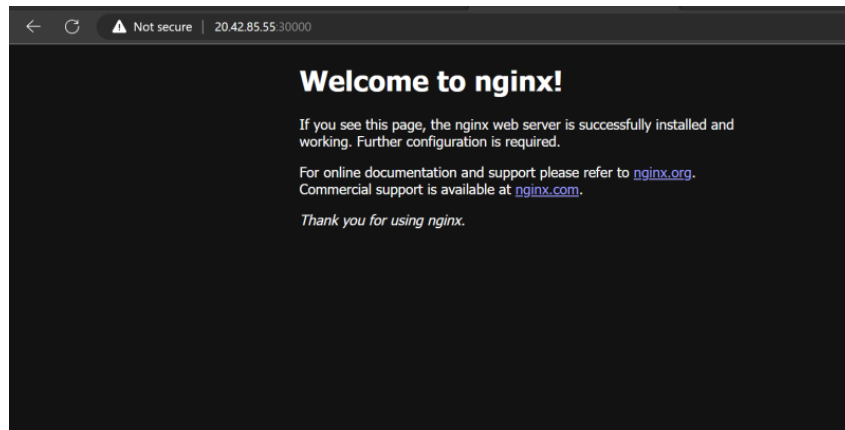 Not secure | 20.42.85.55:30000
Welcome to nginx!
If you see this page, the nginx web server is successfully installed and
working. Further configuration is required.
For online documentation and support please refer to nginx.org.
Commercial support is available at nginx.com.
Thank you for using nginx.